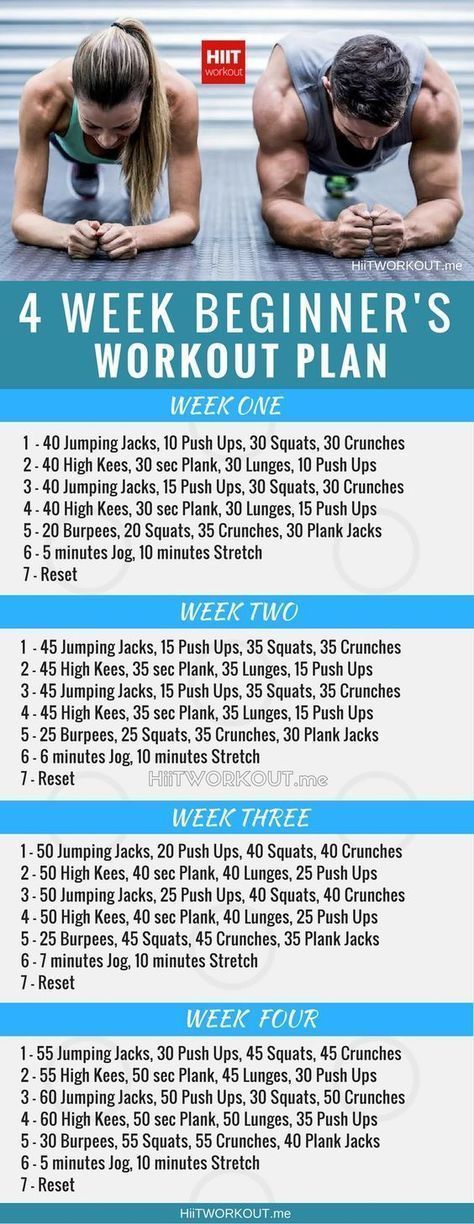 HIIT
workout
HiiTWORKOUT.me
4 WEEK BEGINNER'S
WORKOUT PLAN
WEEK ONE
1 - 40 Jumping Jacks, 10 Push Ups, 30 Squats, 30 Crunches
2 - 40 High Kees, 30 sec Plank, 30 Lunges, 10 Push Ups
3 - 40 Jumping Jacks, 15 Push Ups, 30 Squats, 30 Crunches
4 - 40 High Kees, 30 sec Plank, 30 Lunges, 15 Push Ups
5 - 20 Burpees, 20 Squats, 35 Crunches, 30 Plank Jacks
6 - 5 minutes Jog, 10 minutes Stretch
7 - Reset
WEEK TWO
1 - 45 Jumping Jacks, 15 Push Ups, 35 Squats, 35 Crunches
2 - 45 High Kees, 35 sec Plank, 35 Lunges, 15 Push Ups
3 - 45 Jumping Jacks, 15 Push Ups, 35 Squats, 35 Crunches
4 - 45 High Kees, 35 sec Plank, 35 Lunges, 15 Push Ups
5 - 25 Burpees, 25 Squats, 35 Crunches, 30 Plank Jacks
6 - 6 minutes Jog, 10 minutes Stretch
7 - Reset
HiiTWORKOUT.me
WEEK THREE
1 - 50 Jumping Jacks, 20 Push Ups, 40 Squats, 40 Crunches
2 - 50 High Kees, 40 sec Plank, 40 Lunges, 25 Push Ups
3 - 50 Jumping Jacks, 25 Push Ups, 40 Squats, 40 Crunches
4 - 50 High Kees, 40 sec Plank, 40 Lunges, 25 Push Ups
5 - 25 Burpees, 45 Squats, 45 Crunches, 35 Plank Jacks
6 - 7 minutes Jog, 10 minutes Stretch
7 - Reset
WEEK FOUR
1 - 55 Jumping Jacks, 30 Push Ups, 45 Squats, 45 Crunches
2 - 55 High Kees, 50 sec Plank, 45 Lunges, 30 Push Ups
3 - 60 Jumping Jacks, 50 Push Ups, 30 Squats, 50 Crunches
4 - 60 High Kees, 50 sec Plank, 50 Lunges, 35 Push Ups
5 - 30 Burpees, 55 Squats, 55 Crunches, 40 Plank Jacks
6 - 5 minutes Jog, 10 minutes Stretch
7 - Reset
HiiTWORKOUT.me